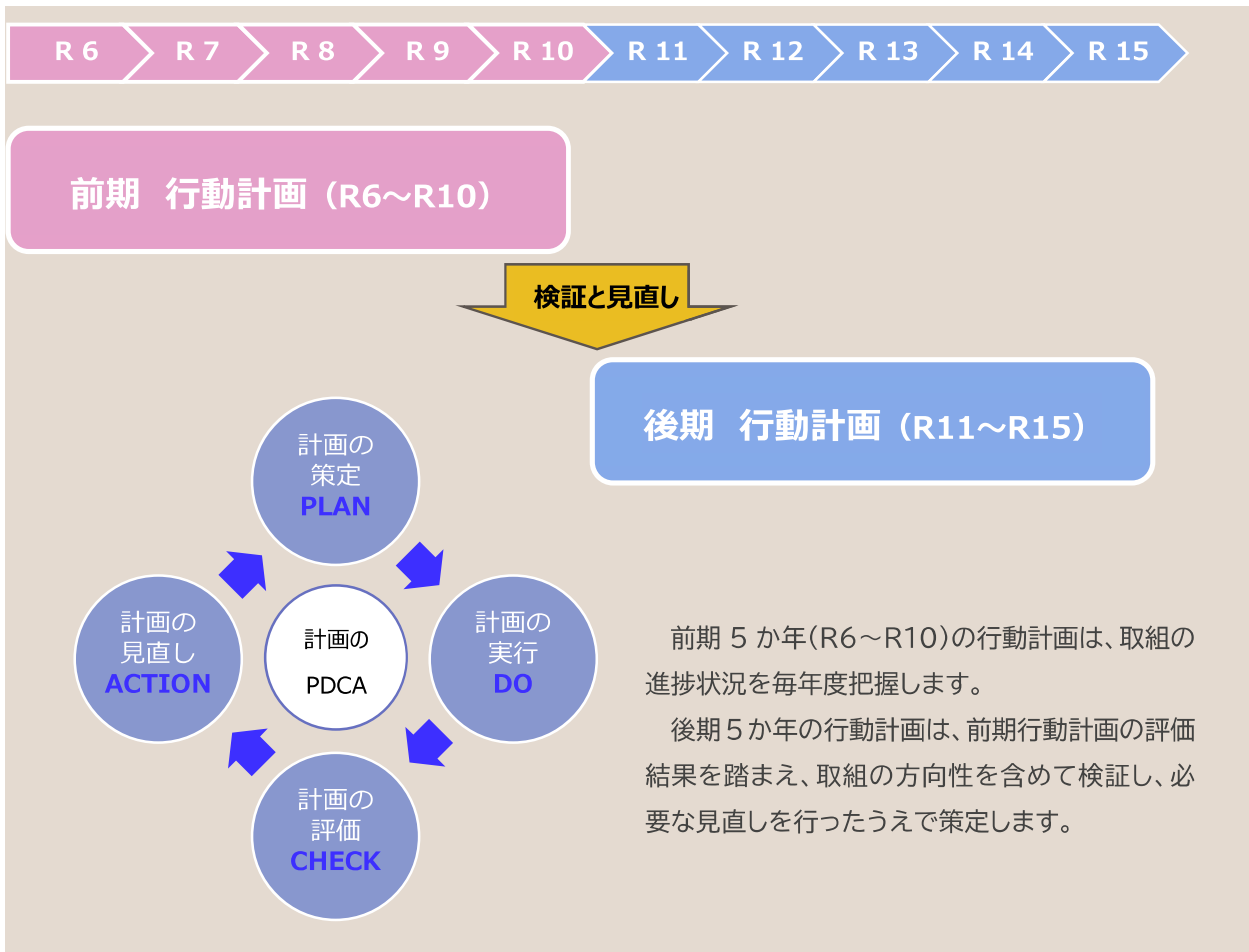 R 6 R 7 R 8 R 9 R 10 R 11 R 12 R 13 R 14 R 15
前期 行動計画（R6～R10）
検証と見直し
後期 行動計画（R11～R15）
計画の
策定
PLAN
計画の
実行
DO
計画の
評価
CHECK
計画の
見直し
ACTION
計画の
PDCA
前期 5 か年(R6～R10)の行動計画は、取組の
進捗状況を毎年度把握します。
後期５か年の行動計画は、前期行動計画の評価
結果を踏まえ、取組の方向性を含めて検証し、必
要な見直しを行ったうえで策定します。